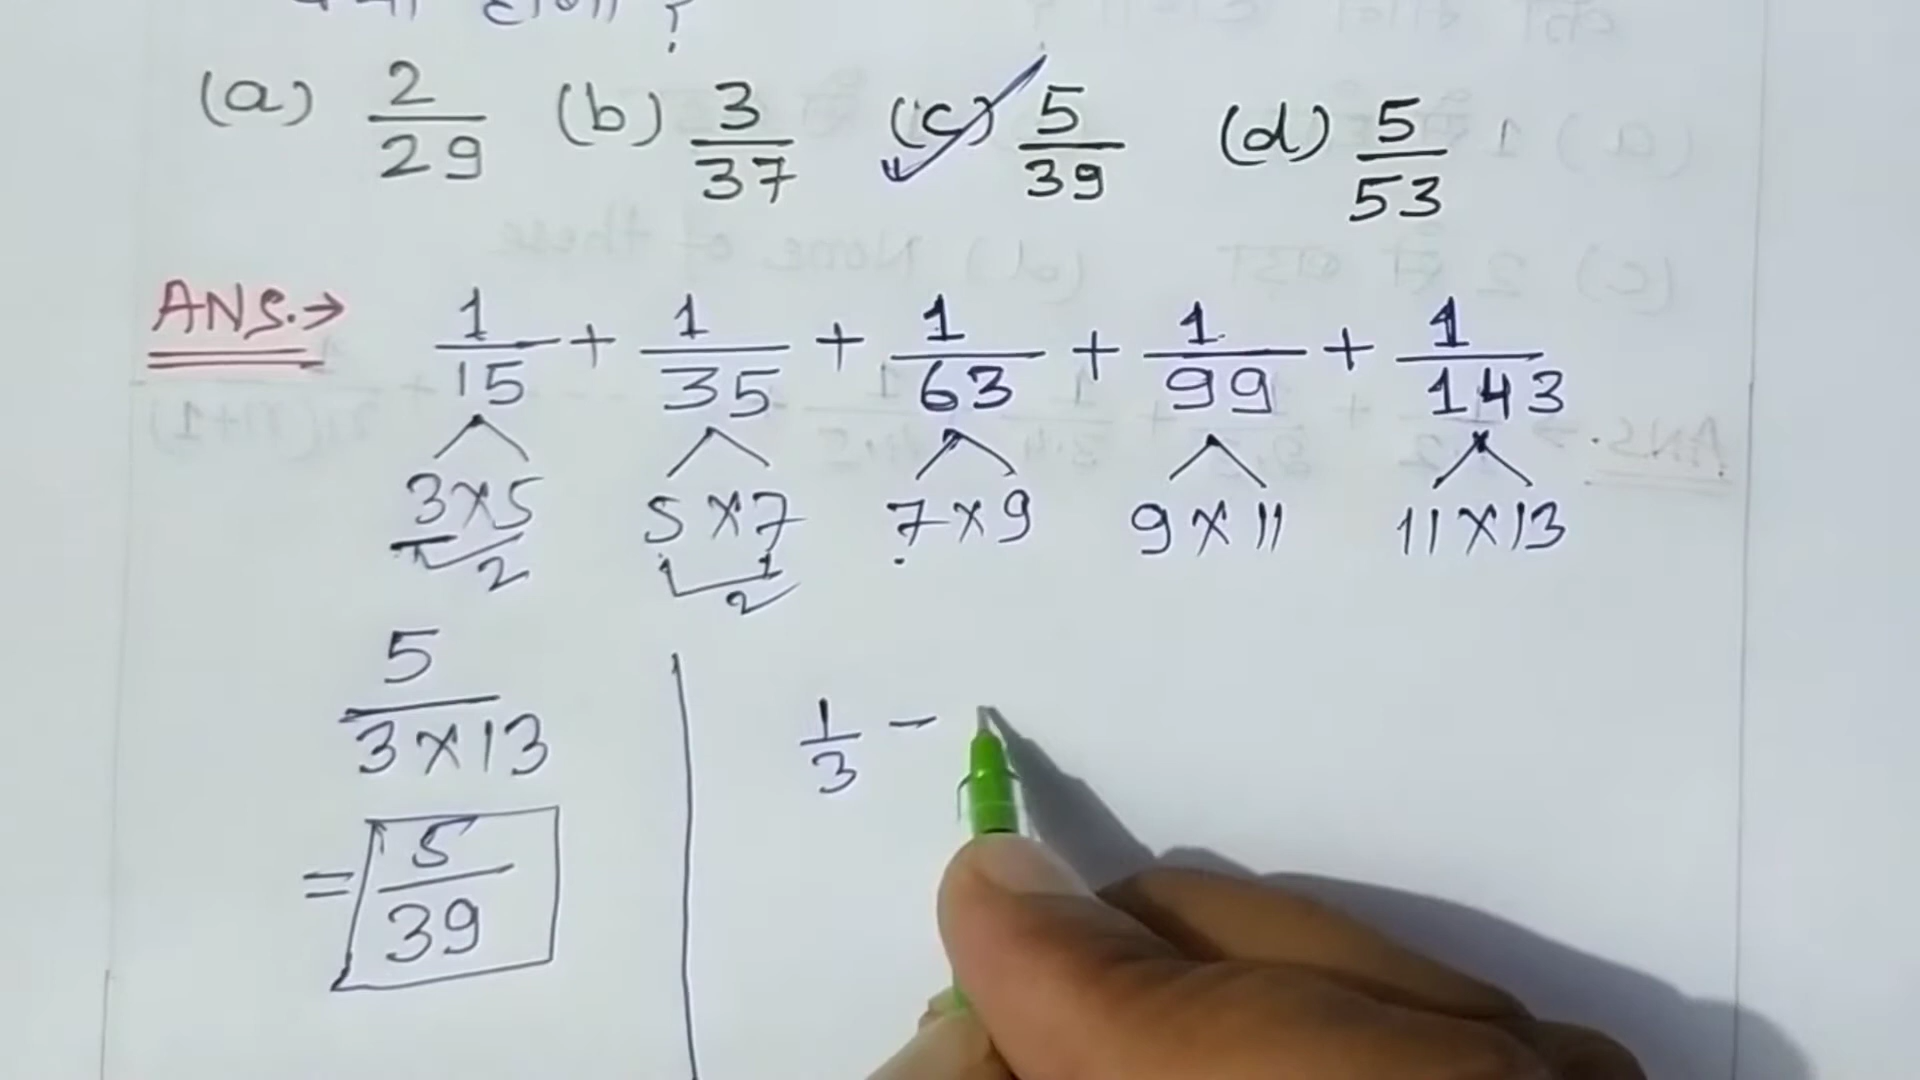 (a) 2/29 (b) 3/37 (c) 5/39 (d) 5/53
ANS.→ 1/15 + 1/35 + 1/63 + 1/99 + 1/143
3×5 5×7 7×9 9×11 11×13
2 2
5/3×13
1/3 -
= 5/39